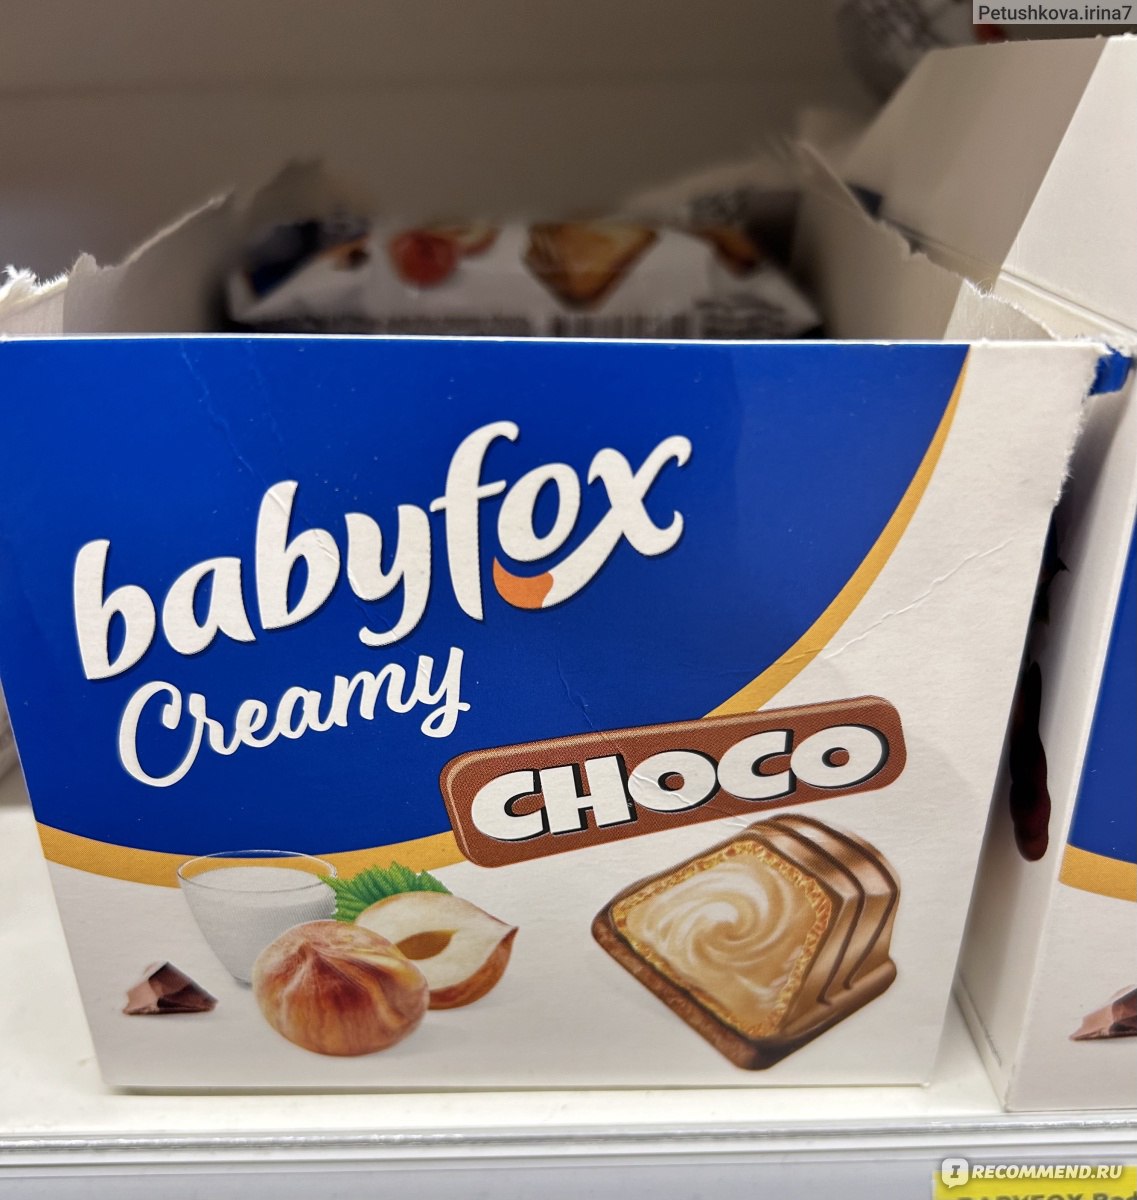 Petushkova.irina7
babyfox
Creamy
CHOCO
RECOMMEND.RU